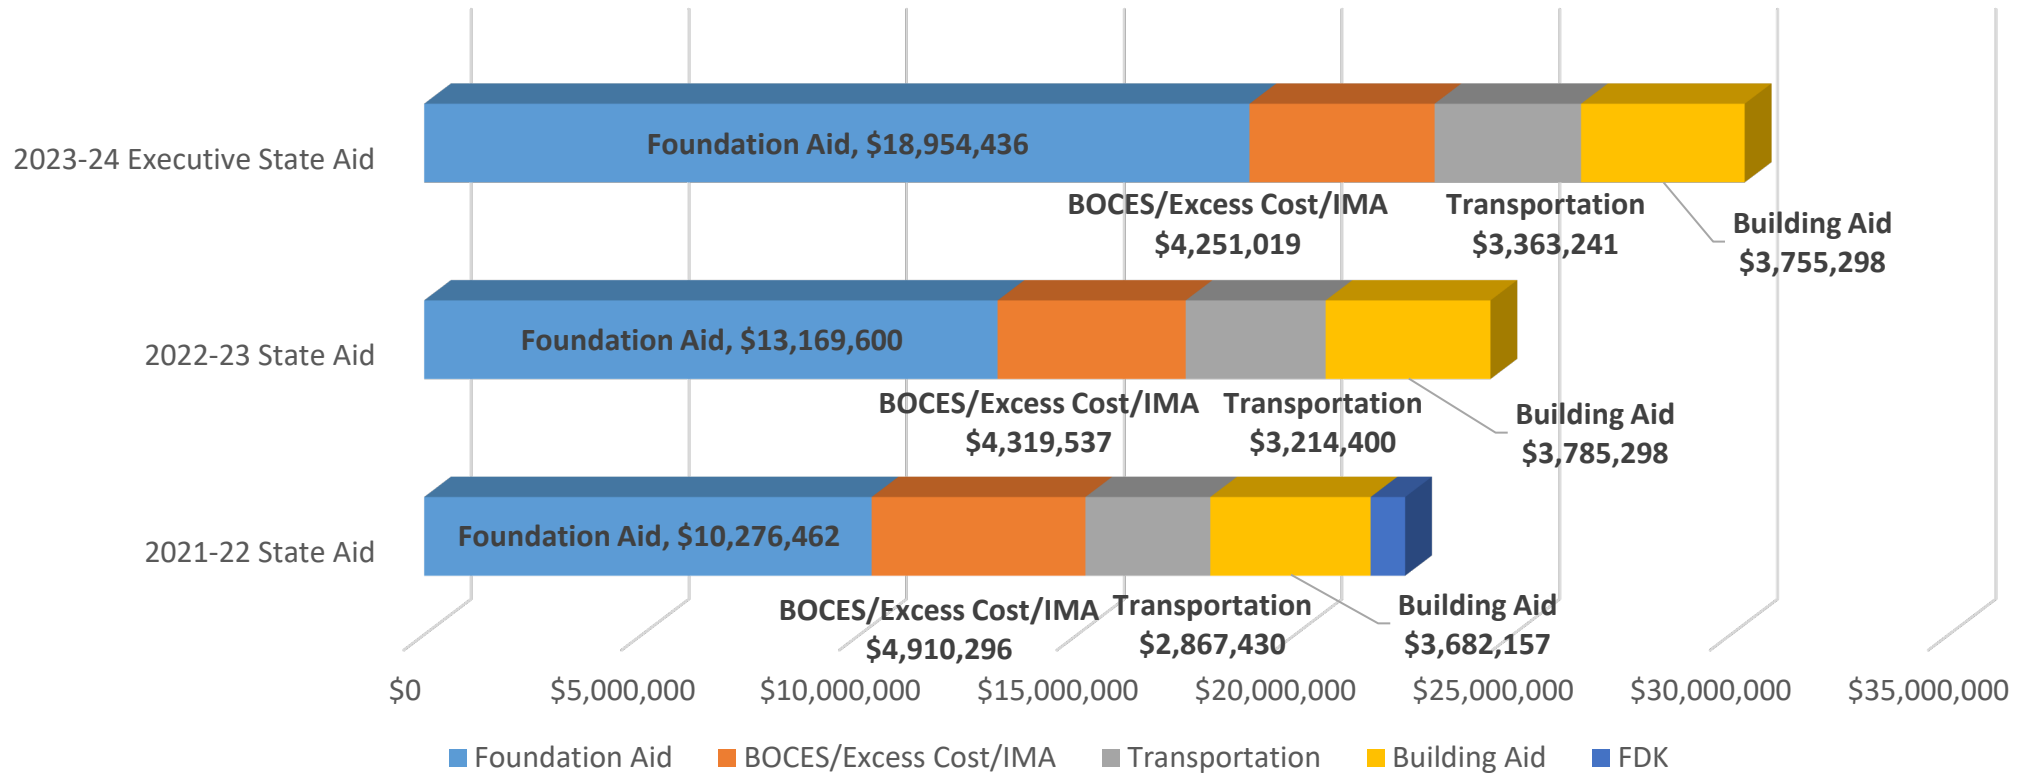 2023-24 Executive State Aid
Foundation Aid, $18,954,436
BOCES/Excess Cost/IMA
$4,251,019
Transportation
$3,363,241
Building Aid
$3,755,298
2022-23 State Aid
Foundation Aid, $13,169,600
BOCES/Excess Cost/IMA
$4,319,537
Transportation
$3,214,400
Building Aid
$3,785,298
2021-22 State Aid
Foundation Aid, $10,276,462
BOCES/Excess Cost/IMA
$4,910,296
Transportation
$2,867,430
Building Aid
$3,682,157
$0 $5,000,000 $10,000,000 $15,000,000 $20,000,000 $25,000,000 $30,000,000 $35,000,000
Foundation Aid BOCES/Excess Cost/IMA Transportation Building Aid FDK